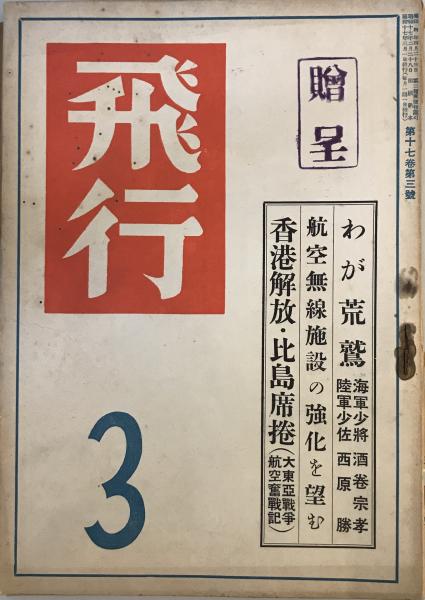 飛行
3
贈呈
第十七卷第三號
わが荒鷲
海軍少將 酒卷宗孝
陸軍少佐 西原勝
航空無線施設の強化を望む
香港解放・比島席捲
(大東亞戰爭
航空奮戰記)